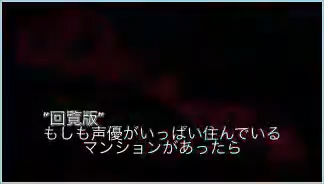 “回覧版”
もしも声優がいっぱい住んでいる
マンションがあったら